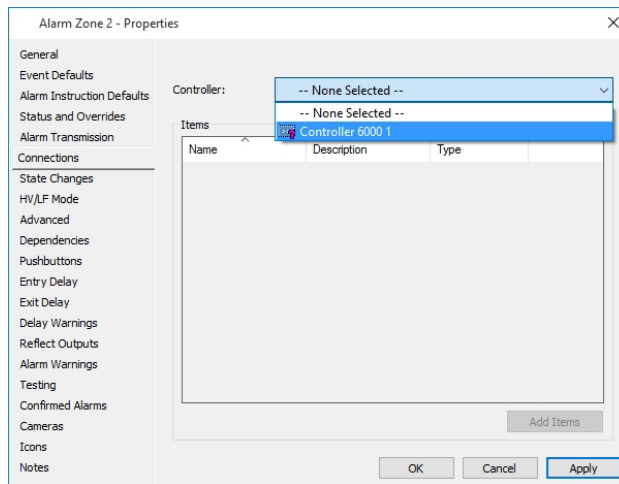 Alarm Zone 2 - Properties
General
Event Defaults
Alarm Instruction Defaults
Status and Overrides
Alarm Transmission
Connections
State Changes
HV/LF Mode
Advanced
Dependencies
Pushbuttons
Entry Delay
Exit Delay
Delay Warnings
Reflect Outputs
Alarm Warnings
Testing
Confirmed Alarms
Cameras
Icons
Notes
Controller: -- None Selected --
-- None Selected --
Controller 6000 1
Items
Name Description Type
Add Items
OK Cancel Apply